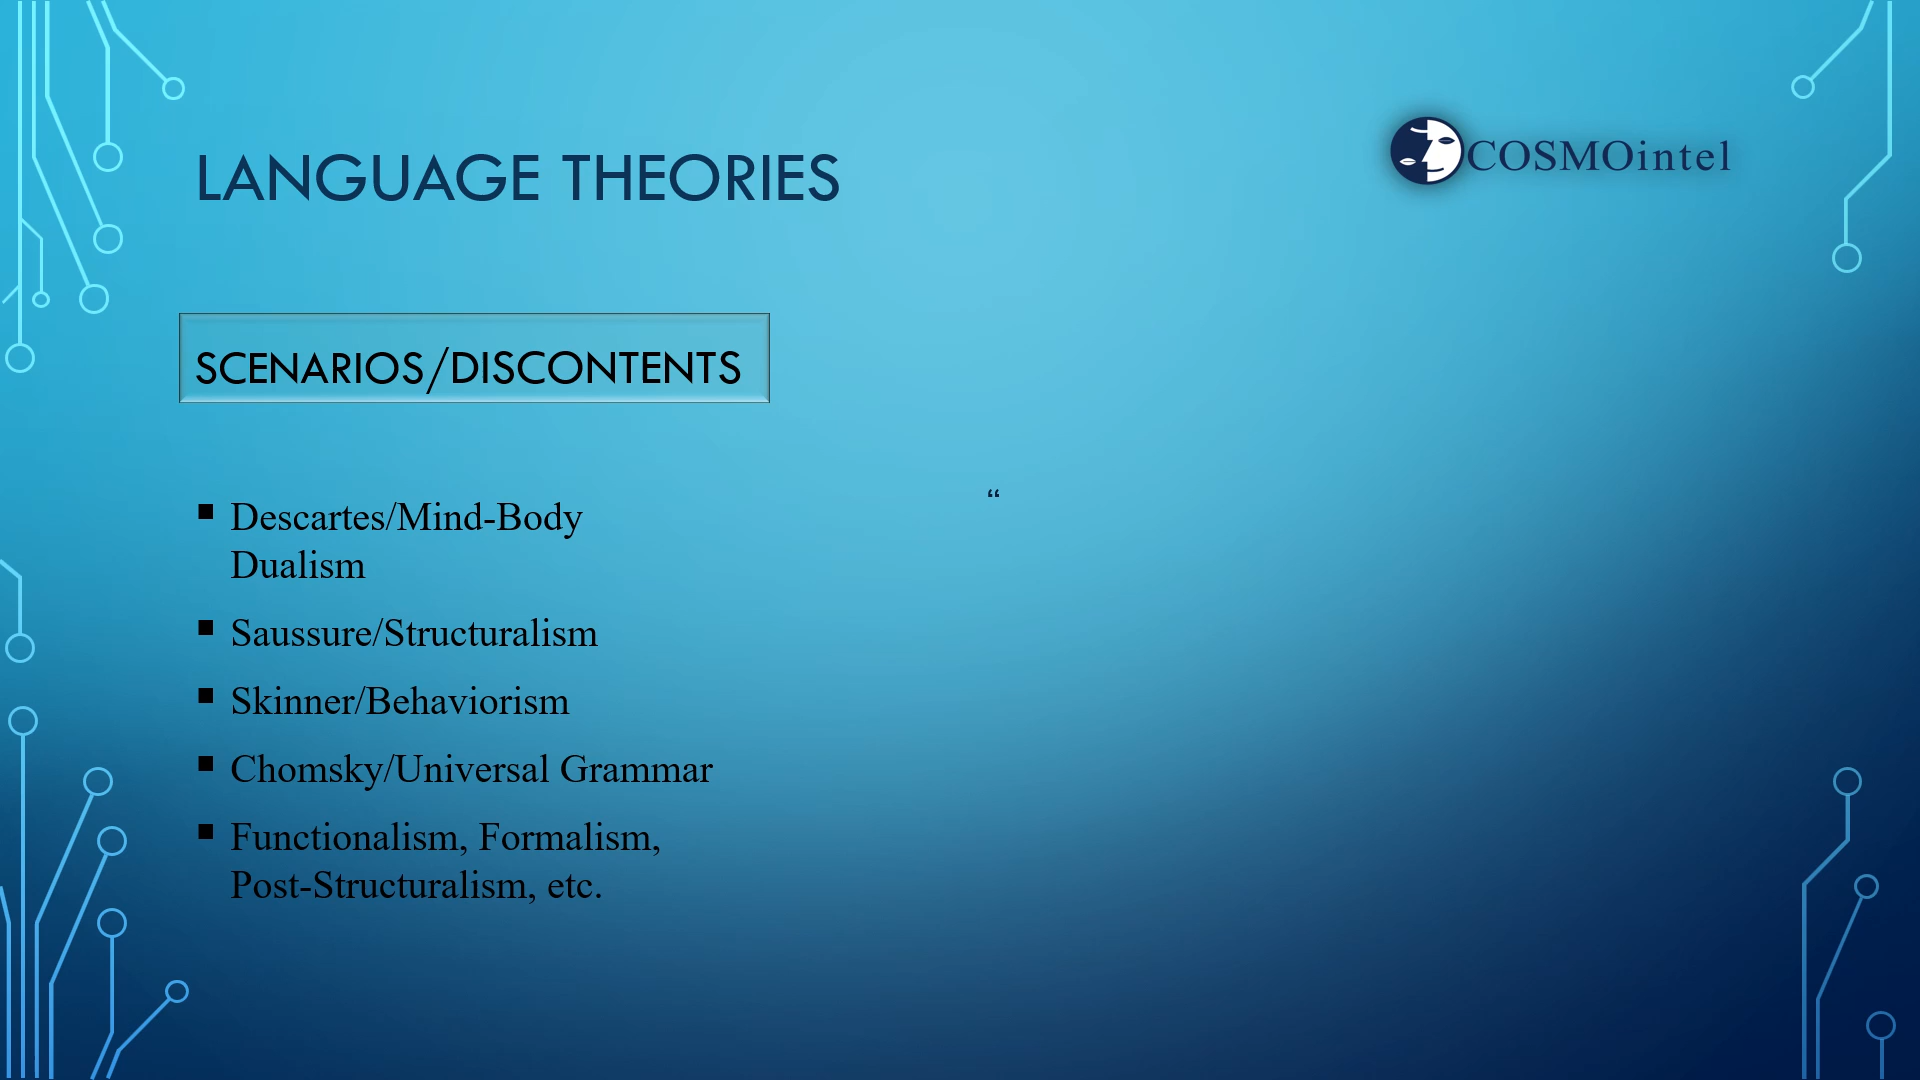 LANGUAGE THEORIES
COSMOintel
SCENARIOS/DISCONTENTS
▪ Descartes/Mind-Body
Dualism
▪ Saussure/Structuralism
▪ Skinner/Behaviorism
▪ Chomsky/Universal Grammar
▪ Functionalism, Formalism,
Post-Structuralism, etc.
“